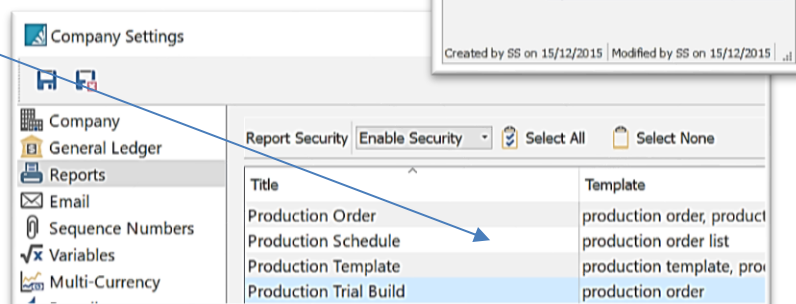 Created by SS on 15/12/2015 Modified by SS on 15/12/2015
Company Settings
Company
General Ledger
Reports
Email
Sequence Numbers
Variables
Multi-Currency
Report Security Enable Security Select All Select None
Title Template
Production Order production order, product
Production Schedule production order list
Production Template production template, pro
Production Trial Build production order